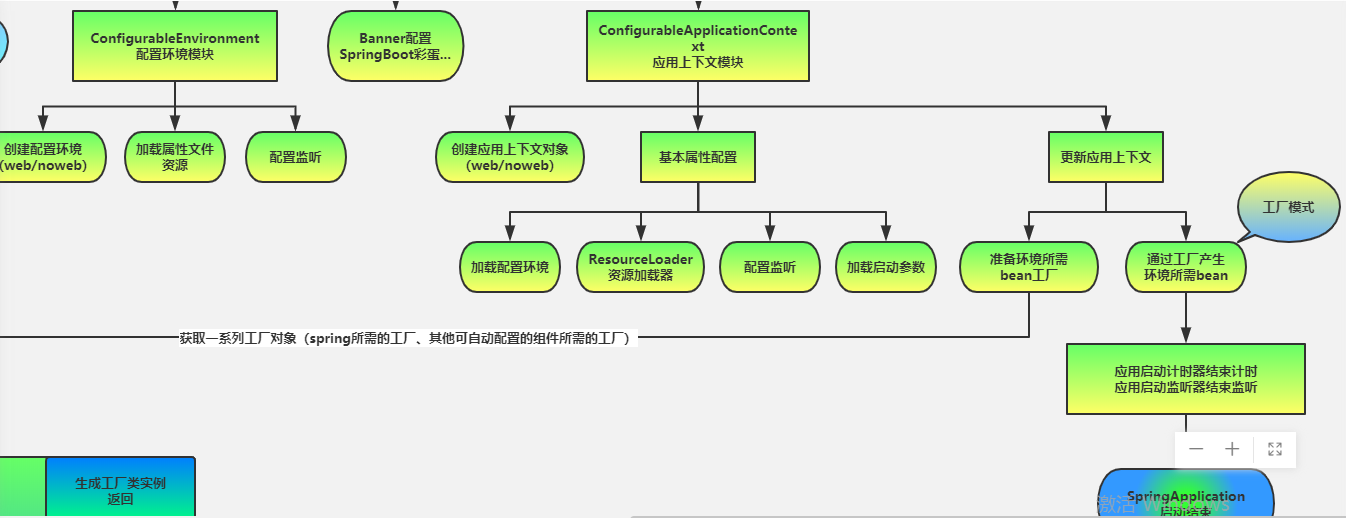 ConfigurableEnvironment
配置环境模块
Banner配置
SpringBoot彩蛋...
ConfigurableApplicationConte
xt
应用上下文模块
创建配置环境
(web/noweb)
加载属性文件
资源
配置监听
创建应用上下文对象
(web/noweb)
基本属性配置
更新应用上下文
工厂模式
加载配置环境
ResourceLoader
资源加载器
配置监听
加载启动参数
准备环境所需
bean工厂
通过工厂产生
环境所需bean
获取一系列工厂对象（spring所需的工厂、其他可自动配置的组件所需的工厂）
应用启动计时器结束计时
应用启动监听器结束监听
生成工厂类实例
返回
SpringApplication
启动结束
激活 Windows